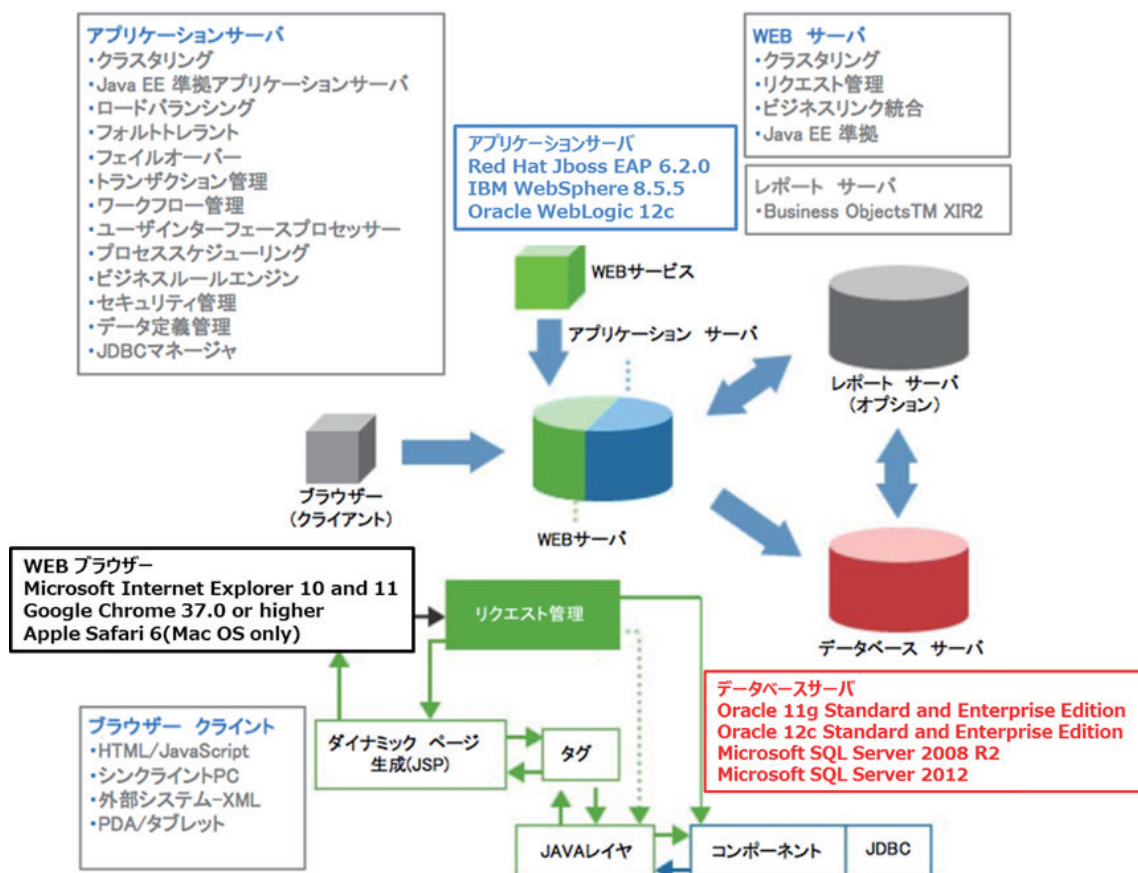 アプリケーションサーバ
・クラスタリング
・Java EE 準拠アプリケーションサーバ
・ロードバランシング
・フォルトトレラント
・フェイルオーバー
・トランザクション管理
・ワークフロー管理
・ユーザインターフェースプロセッサー
・プロセススケジューリング
・ビジネスルールエンジン
・セキュリティ管理
・データ定義管理
・JDBCマネージャ
アプリケーションサーバ
Red Hat Jboss EAP 6.2.0
IBM WebSphere 8.5.5
Oracle WebLogic 12c
WEB サーバ
・クラスタリング
・リクエスト管理
・ビジネスリンク統合
・Java EE 準拠
レポート サーバ
・Business ObjectsTM XIR2
WEBサービス
アプリケーション サーバ
レポート サーバ
(オプション)
ブラウザー
(クライアント)
WEBサーバ
データベース サーバ
WEB ブラウザー
Microsoft Internet Explorer 10 and 11
Google Chrome 37.0 or higher
Apple Safari 6(Mac OS only)
リクエスト管理
データベースサーバ
Oracle 11g Standard and Enterprise Edition
Oracle 12c Standard and Enterprise Edition
Microsoft SQL Server 2008 R2
Microsoft SQL Server 2012
ブラウザー クライント
・HTML/JavaScript
・シンクライントPC
・外部システム-XML
・PDA/タブレット
ダイナミック ページ
生成(JSP)
タグ
JAVAレイヤ
コンポーネント
JDBC